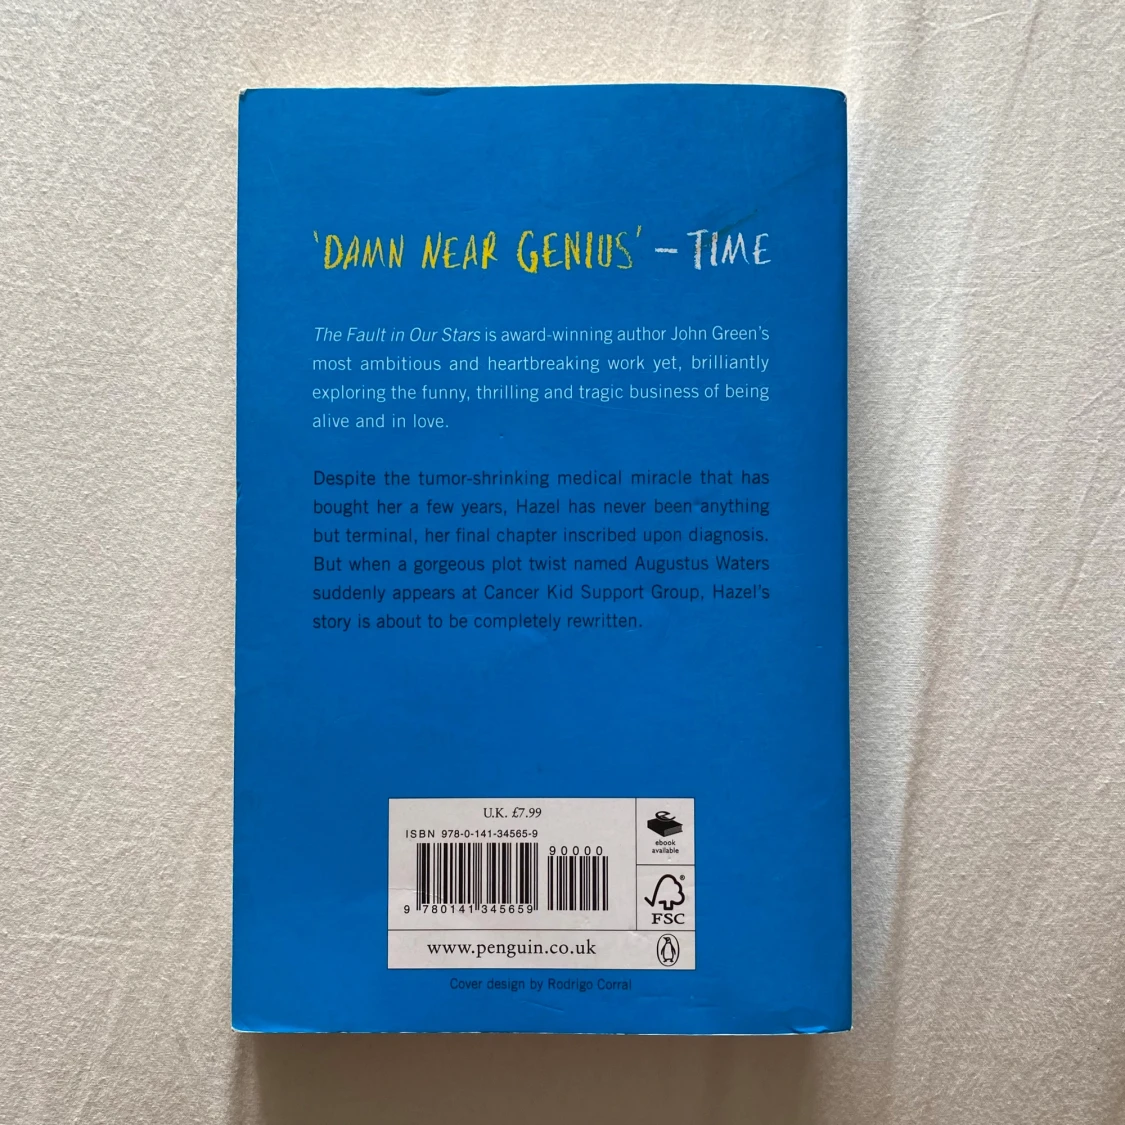 ‘DAMN NEAR GENIUS’ – TIME
The Fault in Our Stars is award-winning author John Green’s
most ambitious and heartbreaking work yet, brilliantly
exploring the funny, thrilling and tragic business of being
alive and in love.
Despite the tumor-shrinking medical miracle that has
bought her a few years, Hazel has never been anything
but terminal, her final chapter inscribed upon diagnosis.
But when a gorgeous plot twist named Augustus Waters
suddenly appears at Cancer Kid Support Group, Hazel’s
story is about to be completely rewritten.
U.K. £7.99
ISBN 978-0-141-34565-9
90000
9 780141 345659
ebook
available
®
FSC
www.penguin.co.uk
Cover design by Rodrigo Corral